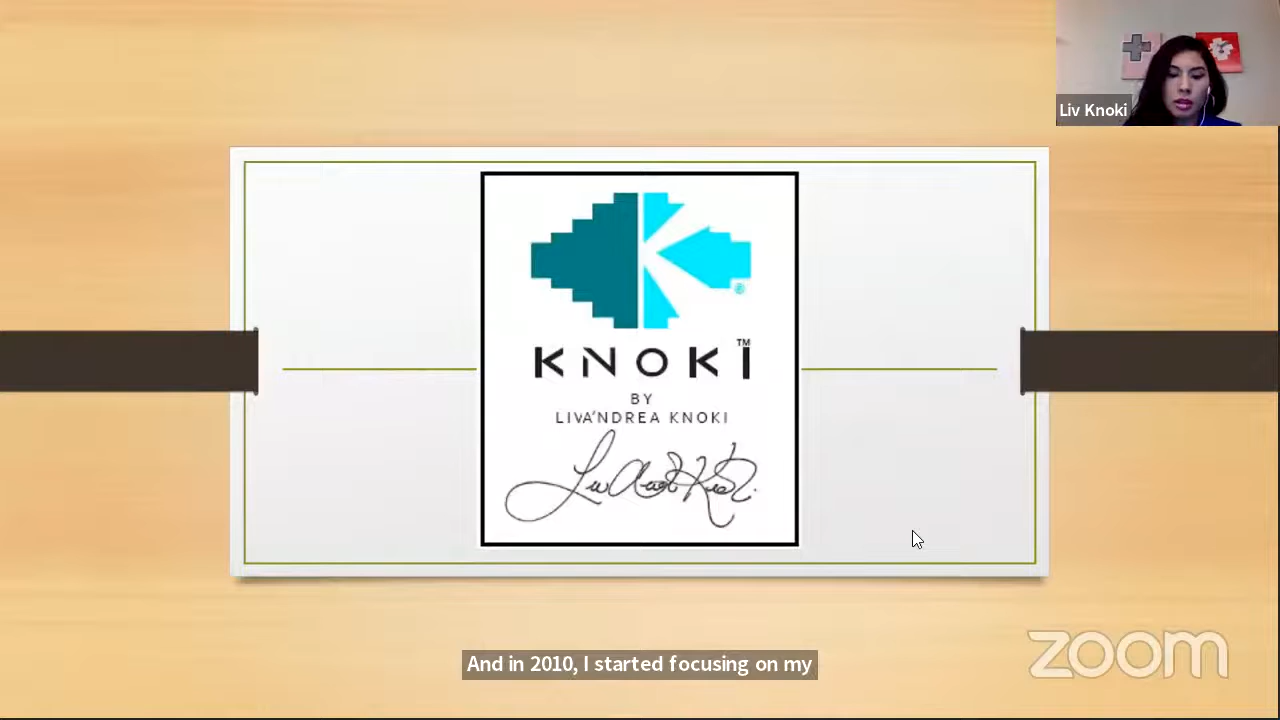 Liv Knoki
KNOKI™
BY
LIVA'NDREA KNOKI
And in 2010, I started focusing on my
zoom